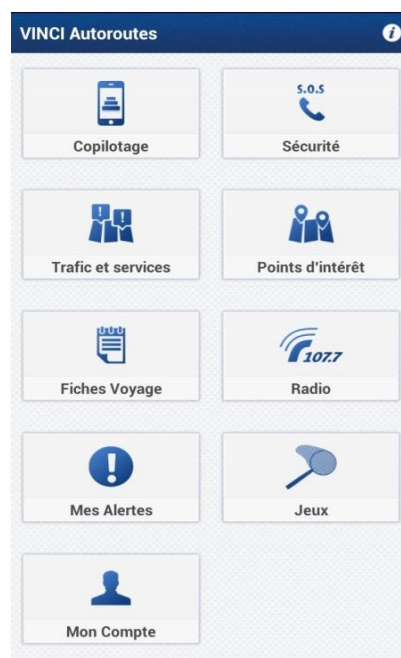 VINCI Autoroutes
i
Copilotage
S.O.S
Sécurité
! !
Trafic et services
Points d'intérêt
Fiches Voyage
107.7
Radio
!
Mes Alertes
Jeux
Mon Compte